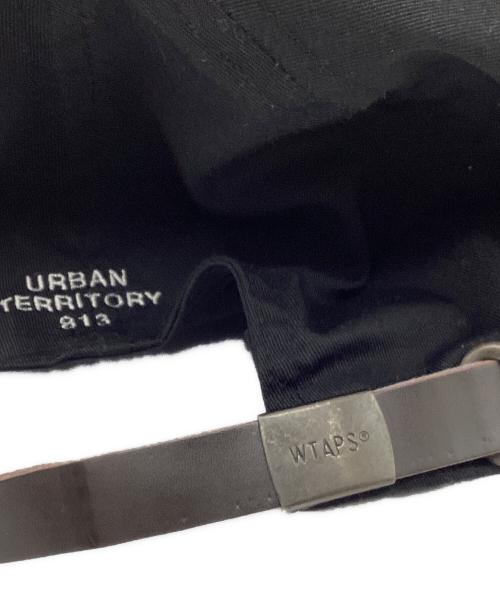 URBAN
TERRITORY
813
WTAPS®